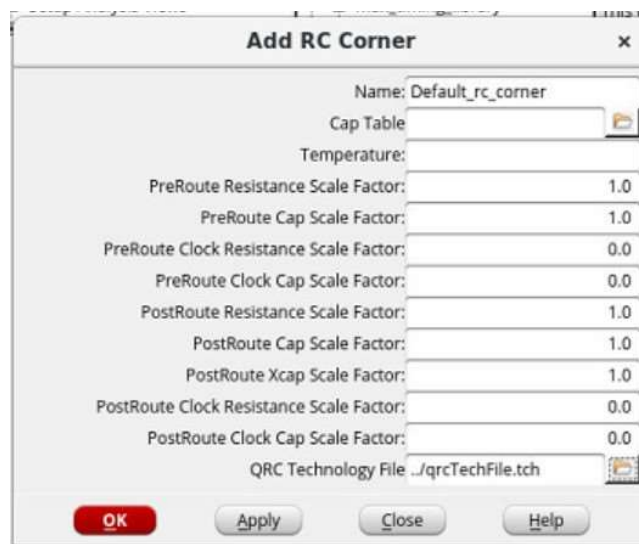 Add RC Corner ×
Name: Default_rc_corner
Cap Table
Temperature:
PreRoute Resistance Scale Factor: 1.0
PreRoute Cap Scale Factor: 1.0
PreRoute Clock Resistance Scale Factor: 0.0
PreRoute Clock Cap Scale Factor: 0.0
PostRoute Resistance Scale Factor: 1.0
PostRoute Cap Scale Factor: 1.0
PostRoute Xcap Scale Factor: 1.0
PostRoute Clock Resistance Scale Factor: 0.0
PostRoute Clock Cap Scale Factor: 0.0
QRC Technology File ../qrcTechFile.tch
OK Apply Close Help